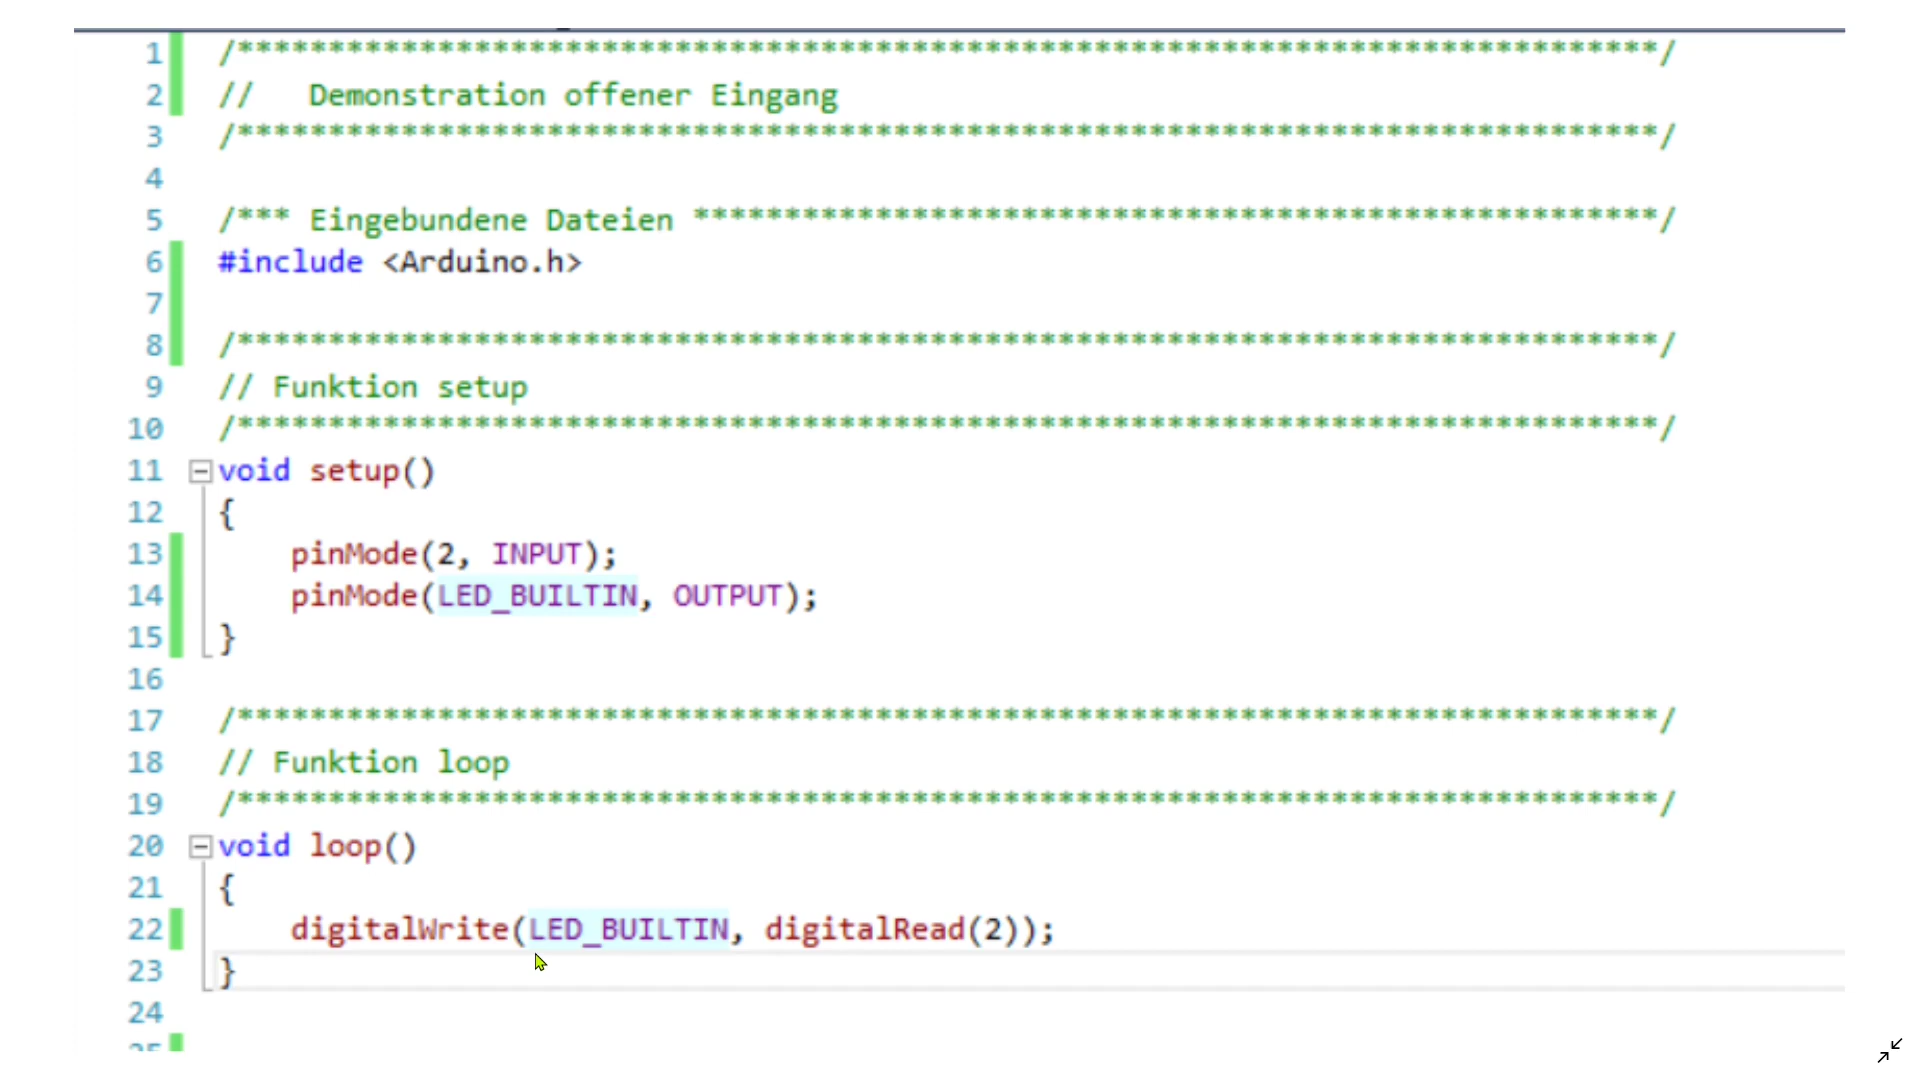 1 /******************************************************************************/
2 //   Demonstration offener Eingang
3 /******************************************************************************/
4
5 /*** Eingebundene Dateien *****************************************************/
6 #include <Arduino.h>
7
8 /******************************************************************************/
9 // Funktion setup
10 /******************************************************************************/
11 void setup()
12 {
13     pinMode(2, INPUT);
14     pinMode(LED_BUILTIN, OUTPUT);
15 }
16
17 /******************************************************************************/
18 // Funktion loop
19 /******************************************************************************/
20 void loop()
21 {
22     digitalWrite(LED_BUILTIN, digitalRead(2));
23 }
24